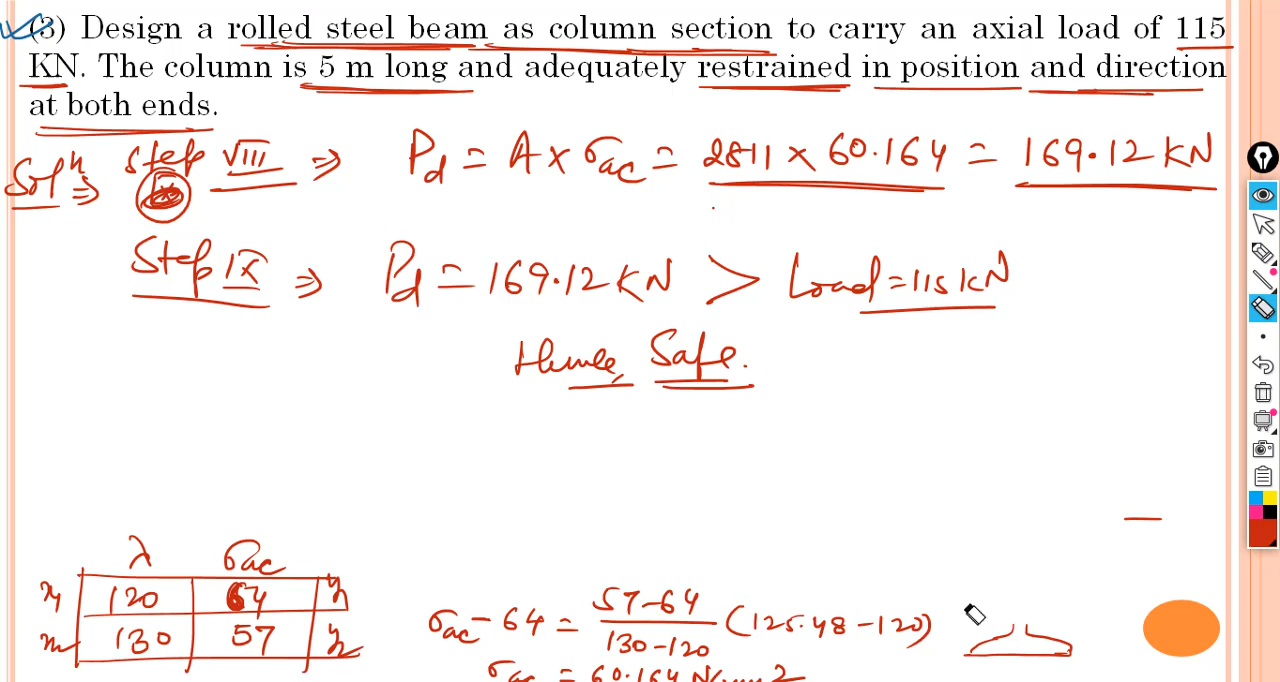 (3) Design a rolled steel beam as column section to carry an axial load of 115
KN. The column is 5 m long and adequately restrained in position and direction
at both ends.
Solⁿ ⇒ Step VIII ⇒ Pd = A × σac = 2811 × 60.164 = 169.12 KN
Step IX ⇒ Pd = 169.12 KN > Load = 115 KN
Hence, Safe.
λ σac
x₁ 120 64 y₁
x₂ 130 57 y₂
σac - 64 = 57-64 / 130-120 (125.48-120)
σac = 60.164 N/mm2